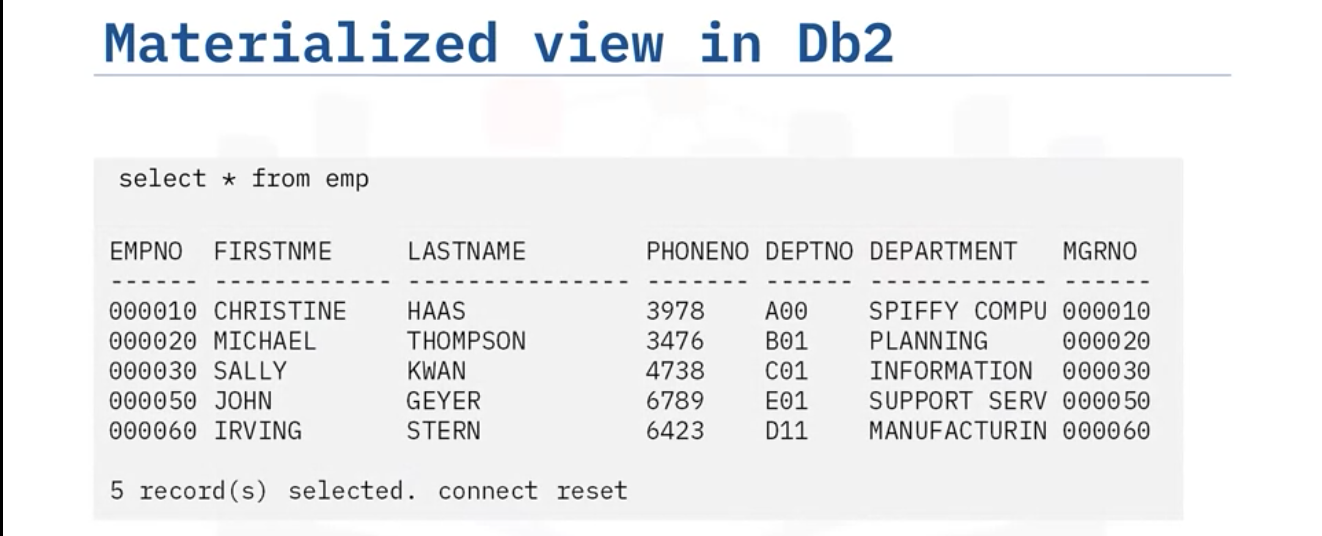 Materialized view in Db2
select * from emp
EMPNO FIRSTNME LASTNAME PHONENO DEPTNO DEPARTMENT MGRNO
------ ------------ --------------- ------- ------ ------------ ------
000010 CHRISTINE HAAS 3978 A00 SPIFFY COMPU 000010
000020 MICHAEL THOMPSON 3476 B01 PLANNING 000020
000030 SALLY KWAN 4738 C01 INFORMATION 000030
000050 JOHN GEYER 6789 E01 SUPPORT SERV 000050
000060 IRVING STERN 6423 D11 MANUFACTURIN 000060
5 record(s) selected. connect reset